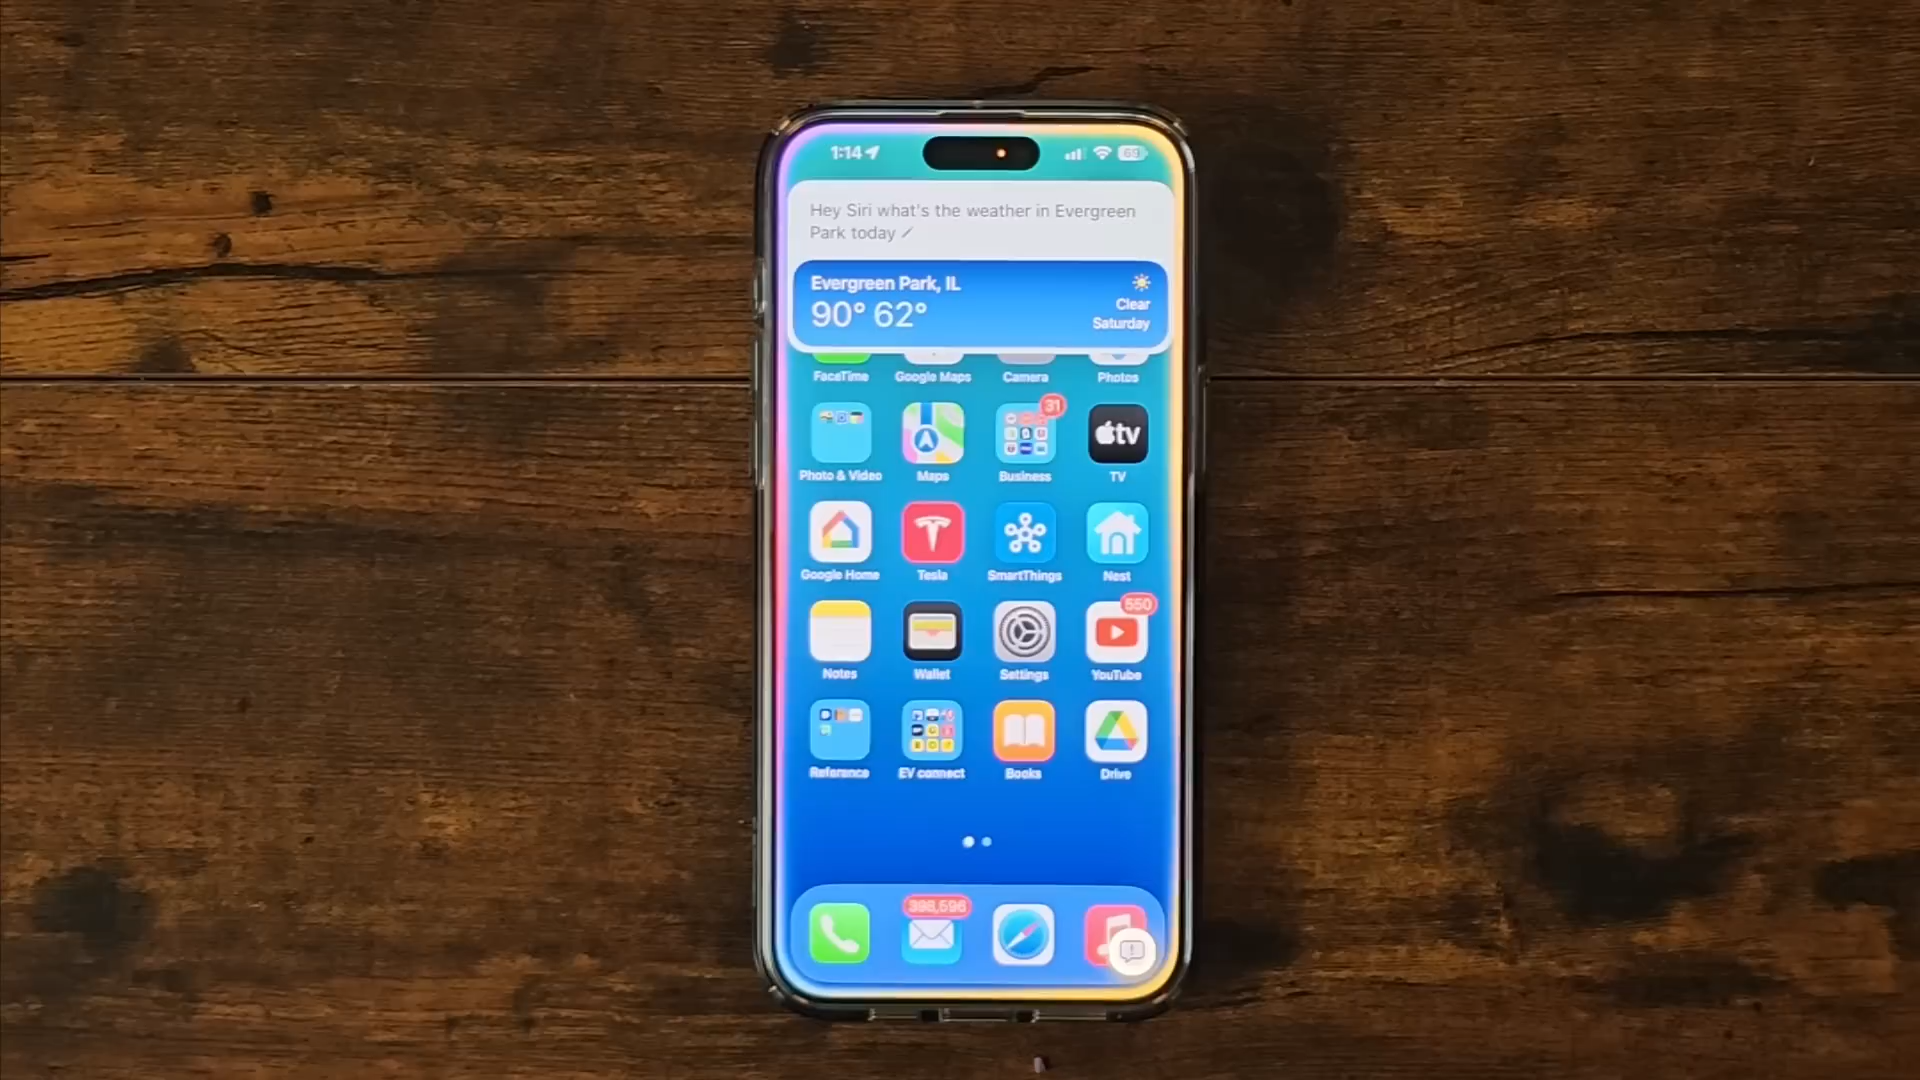 1:14
69
Hey Siri what's the weather in Evergreen
Park today
Evergreen Park, IL
90° 62°
Clear
Saturday
FaceTime
Google Maps
Camera
Photos
31
tv
Photo & Video
Maps
Business
TV
Google Home
Tesla
SmartThings
Nest
550
Notes
Wallet
Settings
YouTube
Reference
EV connect
Books
Drive
398,596